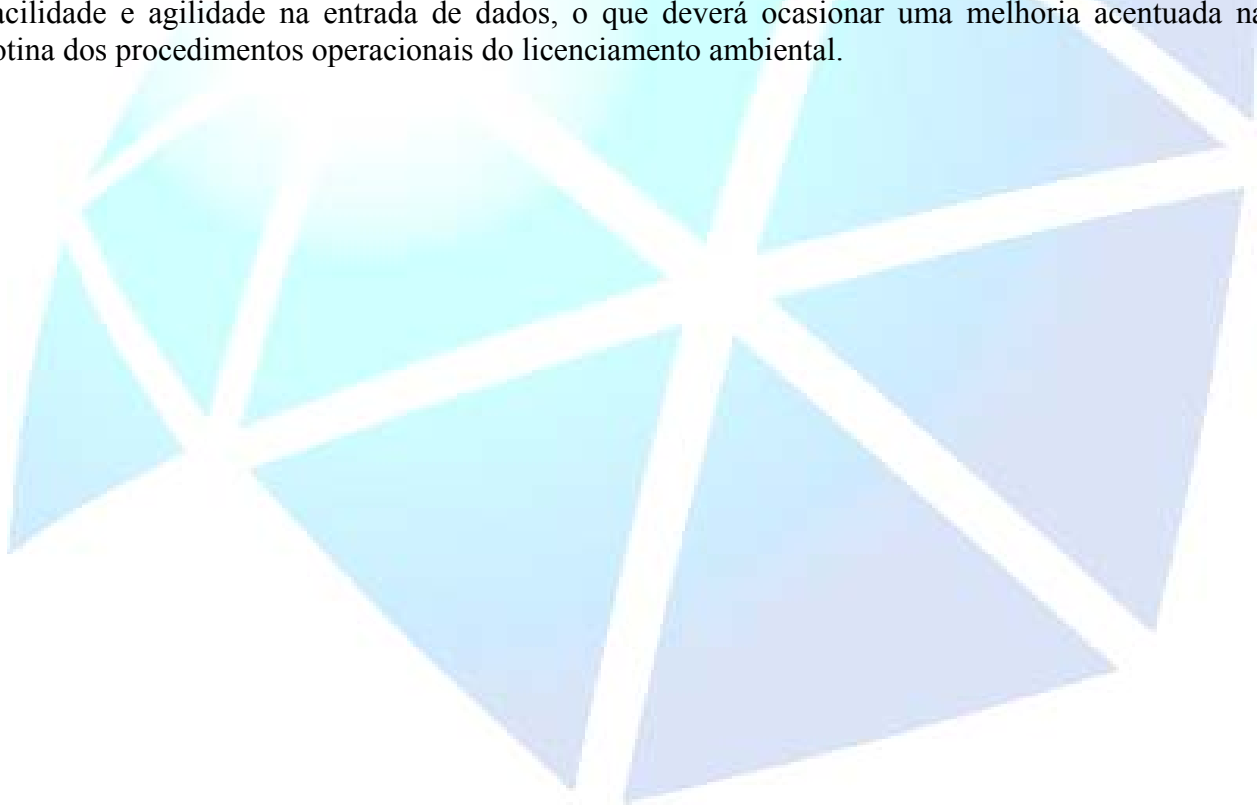 acilidade e agilidade na entrada de dados, o que deverá ocasionar uma melhoria acentuada na
otina dos procedimentos operacionais do licenciamento ambiental.